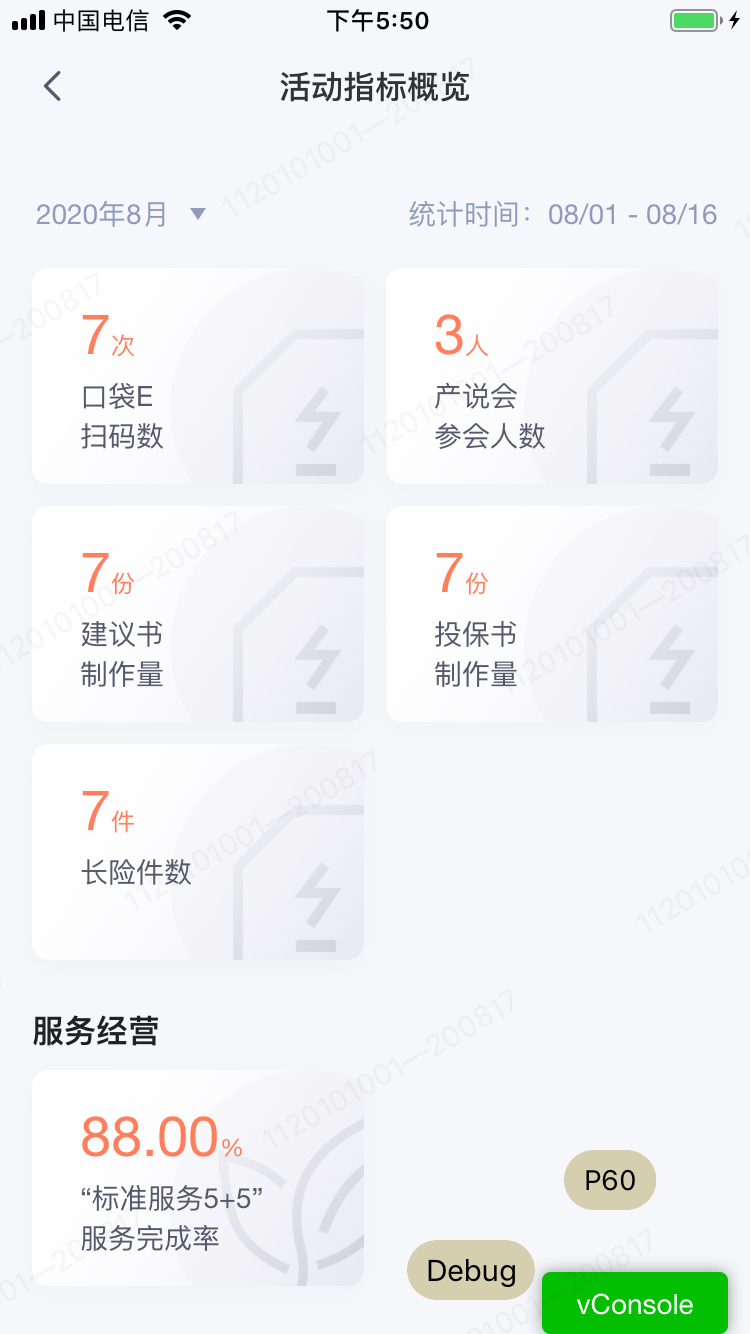 中国电信 下午5:50
活动指标概览
2020年8月 统计时间：08/01 - 08/16
7次
口袋E
扫码数
3人
产说会
参会人数
7份
建议书
制作量
7份
投保书
制作量
7件
长险件数
服务经营
88.00%
“标准服务5+5”
服务完成率
P60
Debug
vConsole
1120101001—200817